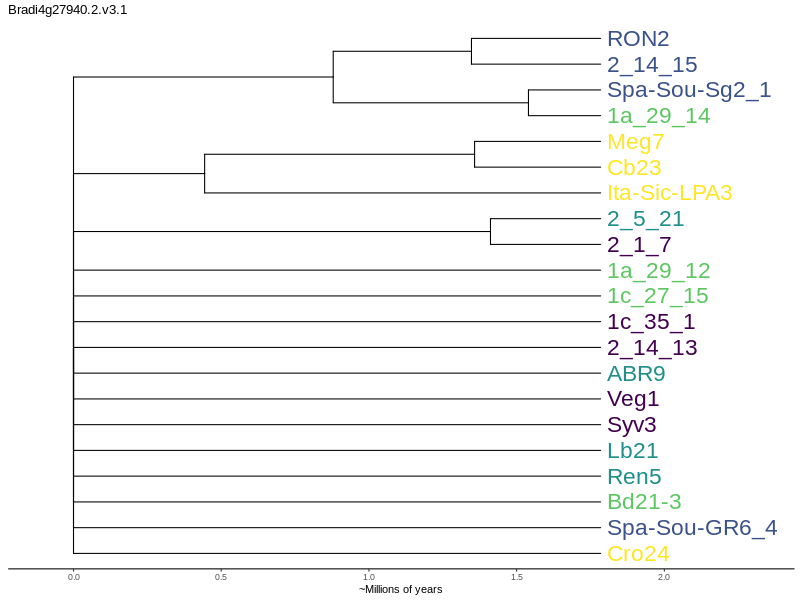 Bradi4g27940.2.v3.1
RON2
2_14_15
Spa-Sou-Sg2_1
1a_29_14
Meg7
Cb23
Ita-Sic-LPA3
2_5_21
2_1_7
1a_29_12
1c_27_15
1c_35_1
2_14_13
ABR9
Veg1
Syv3
Lb21
Ren5
Bd21-3
Spa-Sou-GR6_4
Cro24
0.0 0.5 1.0 1.5 2.0
~Millions of years